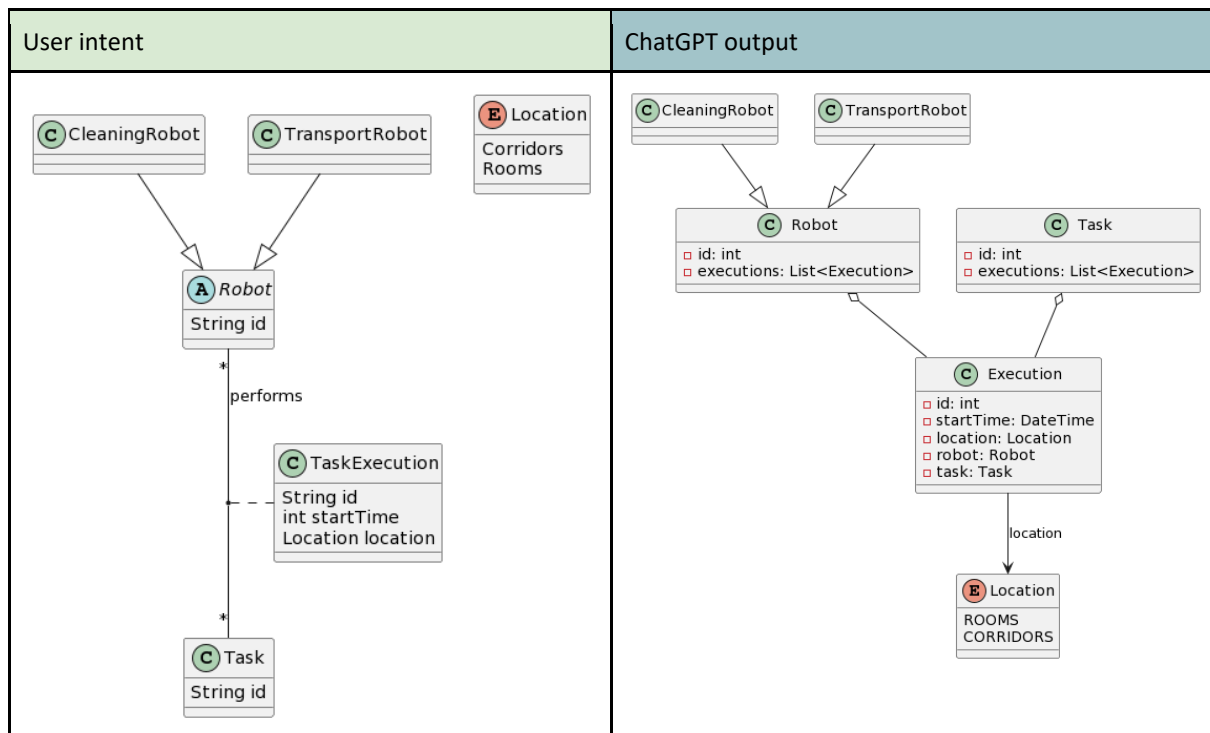 User intent
ChatGPT output
C CleaningRobot
C TransportRobot
E Location
Corridors
Rooms
A Robot
String id
*
performs
C TaskExecution
String id
int startTime
Location location
*
C Task
String id
C CleaningRobot
C TransportRobot
C Robot
id: int
executions: List<Execution>
C Task
id: int
executions: List<Execution>
C Execution
id: int
startTime: DateTime
location: Location
robot: Robot
task: Task
location
E Location
ROOMS
CORRIDORS